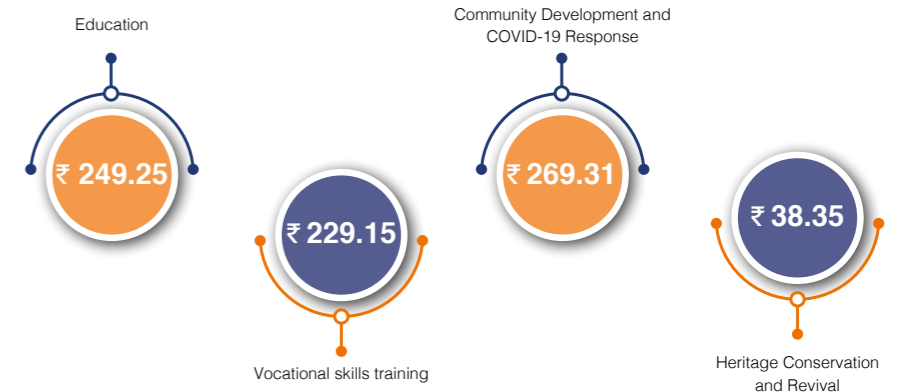 Education
₹ 249.25
₹ 229.15
Vocational skills training
Community Development and
COVID-19 Response
₹ 269.31
₹ 38.35
Heritage Conservation
and Revival